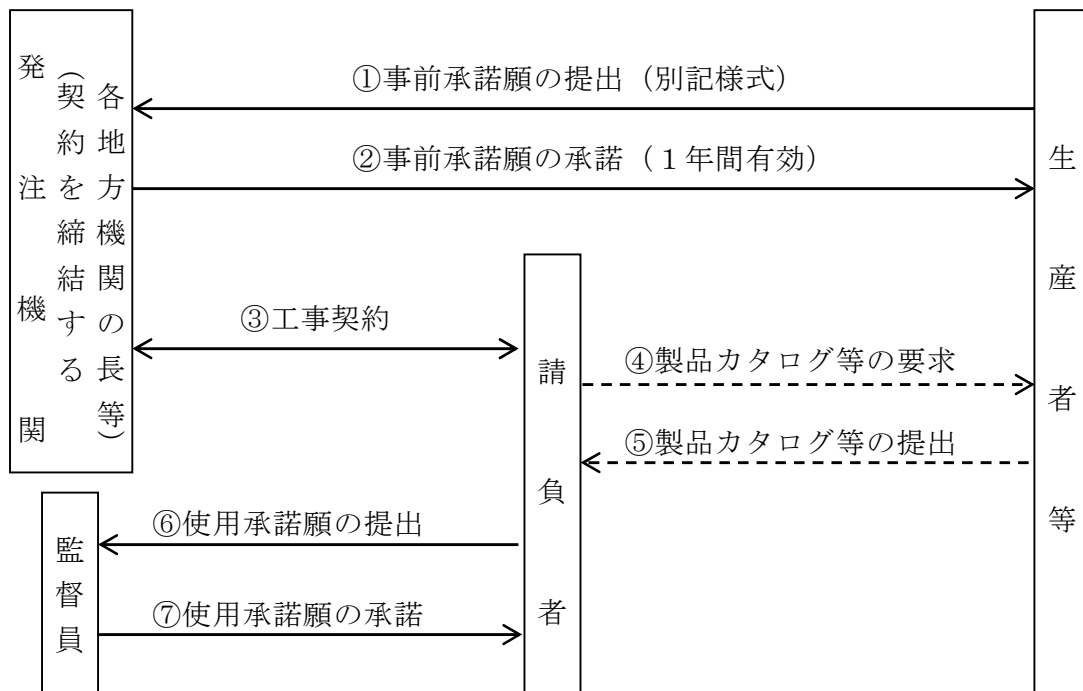 発注機関
（契約を締結する
各地方機関の長等）
①事前承諾願の提出（別記様式）
②事前承諾願の承諾（１年間有効）
生産者等
③工事契約
請負者
④製品カタログ等の要求
⑤製品カタログ等の提出
監督員
⑥使用承諾願の提出
⑦使用承諾願の承諾